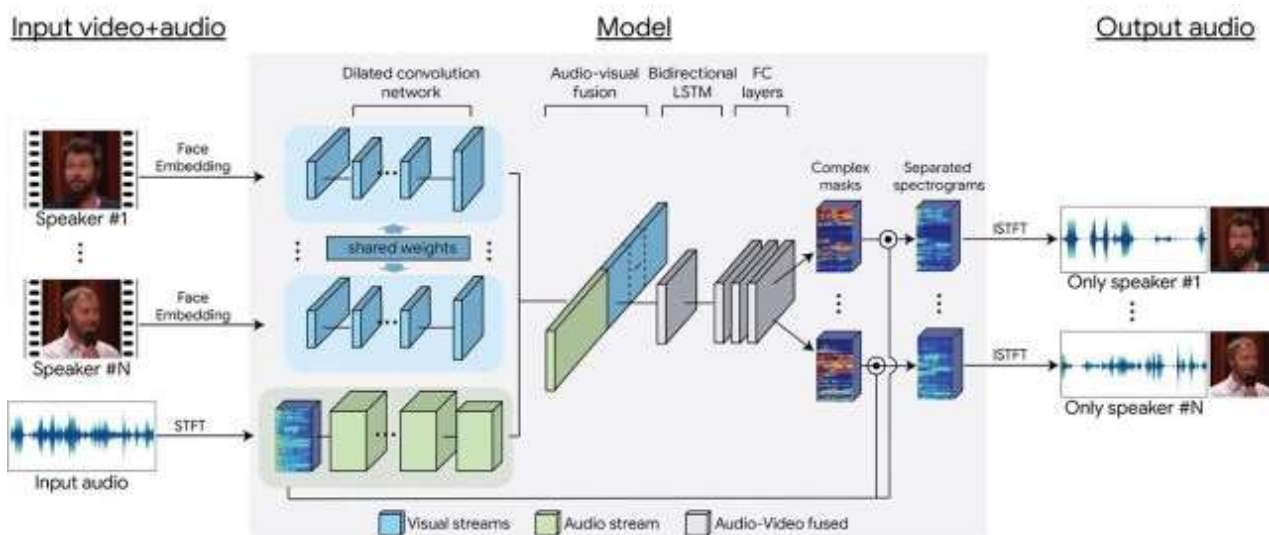 Input video+audio
Model
Output audio
Dilated convolution
network
Audio-visual
fusion
Bidirectional
LSTM
FC
layers
Face
Embedding
Speaker #1
shared weights
Face
Embedding
Speaker #N
STFT
Input audio
Complex
masks
Separated
spectrograms
ISTFT
Only speaker #1
ISTFT
Only speaker #N
Visual streams
Audio stream
Audio-Video fused